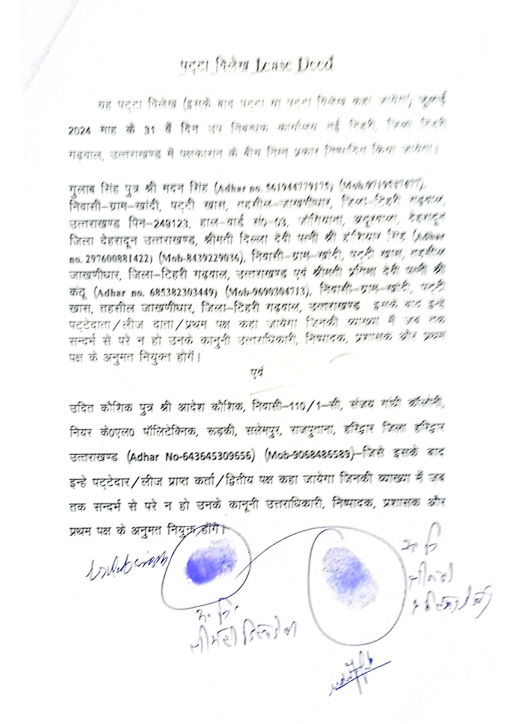 पट्टा विलेख Lease Deed
यह पट्टा विलेख (इसके बाद पट्टा या पट्टा विलेख कहा जायेगा) जुलाई
2024 माह के 31 वें दिन उप निबन्धक कार्यालय नई टिहरी, जिला टिहरी
गढ़वाल, उत्तराखण्ड में पक्षकारान के बीच निम्न प्रकार निष्पादित किया जायेगा।
गुलाब सिंह पुत्र श्री मदन सिंह (Adhar no. 561944779175)
निवासी-ग्राम-खांदी, पट्टी खास, तहसील-जाखणीधार, जिला-टिहरी गढ़वाल,
उत्तराखण्ड पिन-249123, हाल-वार्ड सं0-03, देहरादून
जिला देहरादून उत्तराखण्ड, श्रीमती दिल्ला देवी पत्नी श्री सिंह (Adhar
no. 297600881422) (Mob-8439229036), निवासी-ग्राम-खांदी, पट्टी खास, तहसील
जाखणीधार, जिला-टिहरी गढ़वाल, उत्तराखण्ड एवं श्रीमती देवी पत्नी श्री
(Adhar no. 685382303449) (Mob-9690304713), निवासी-ग्राम-खांदी, पट्टी
खास, तहसील जाखणीधार, जिला-टिहरी गढ़वाल, उत्तराखण्ड इसके बाद इन्हे
पट्टेदाता/लीज दाता/प्रथम पक्ष कहा जायेगा जिनकी व्याख्या में जब तक
सन्दर्भ से परे न हो उनके कानूनी उत्तराधिकारी, निष्पादक, प्रशासक और प्रथम
पक्ष के अनुमत नियुक्त होगें।
एवं
उदित कौशिक पुत्र श्री आदेश कौशिक, निवासी-110/1-सी, संजय गांधी कॉलोनी,
नियर के0एल0 पॉलिटेक्निक, रूड़की, सलेमपुर, राजपुताना, हरिद्वार जिला हरिद्वार
उत्तराखण्ड (Adhar No-643645309656) (Mob-9068486589)-जिसे इसके बाद
इन्हे पट्टेदार/लीज प्राप्त कर्ता/द्वितीय पक्ष कहा जायेगा जिनकी व्याख्या में जब
तक सन्दर्भ से परे न हो उनके कानूनी उत्तराधिकारी, निष्पादक, प्रशासक और
प्रथम पक्ष के अनुमत नियुक्त होंगे।